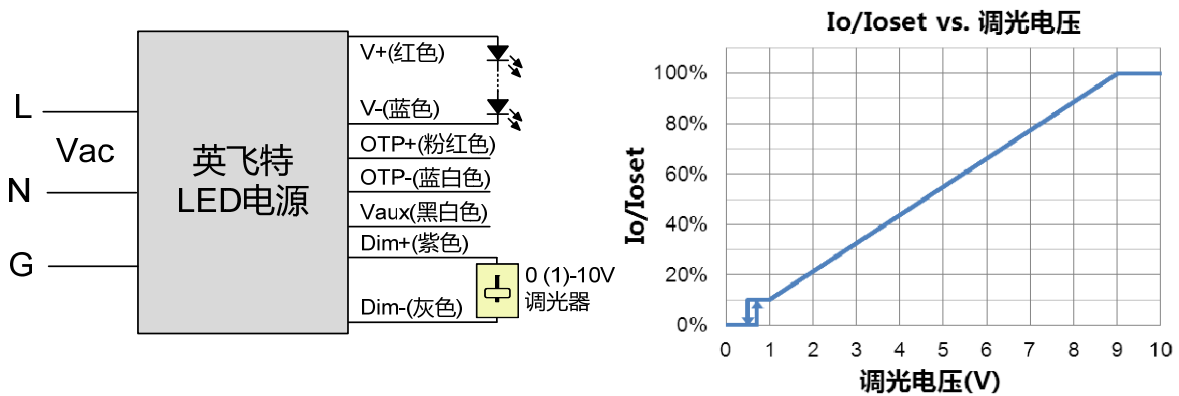 L
Vac
N
G
英飞特
LED电源
V+(红色)
V-(蓝色)
OTP+(粉红色)
OTP-(蓝白色)
Vaux(黑白色)
Dim+(紫色)
Dim-(灰色)
0 (1)-10V
调光器
Io/Ioset vs. 调光电压
Io/Ioset
100%
80%
60%
40%
20%
0%
0 1 2 3 4 5 6 7 8 9 10
调光电压(V)